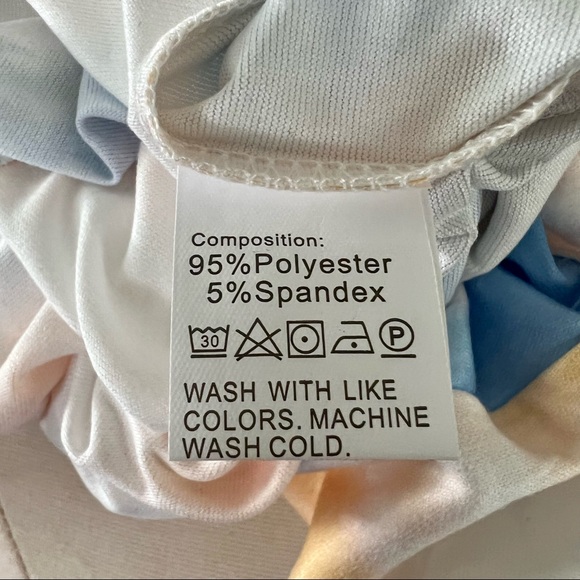 Composition:
95%Polyester
5%Spandex
30 P
WASH WITH LIKE
COLORS. MACHINE
WASH COLD.